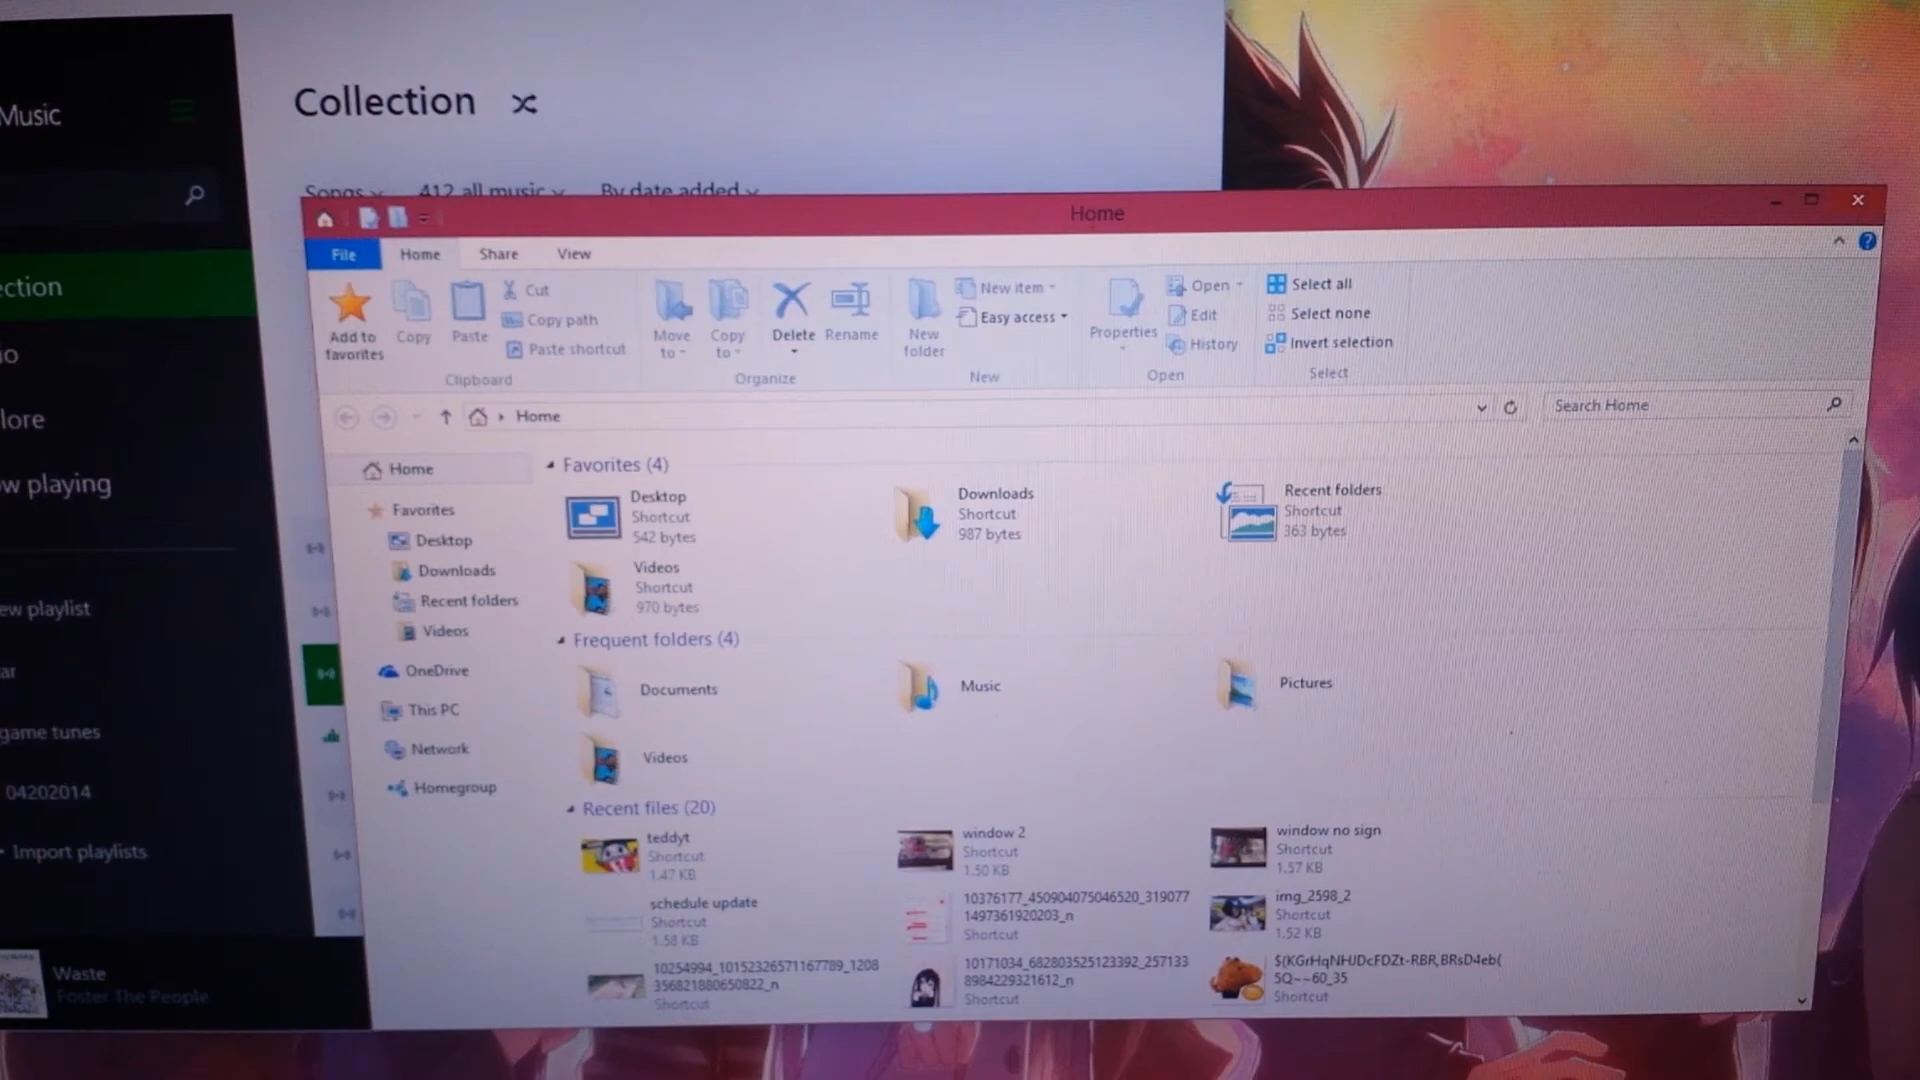 Music
Collection
Songs 412 all music By date added
ction
io
lore
w playing
ew playlist
ar
game tunes
04202014
Import playlists
Waste
Foster The People
Home
File Home Share View
Add to favorites
Copy
Paste
Cut
Copy path
Paste shortcut
Clipboard
Move to
Copy to
Delete
Rename
Organize
New folder
New item
Easy access
New
Properties
Open
Edit
History
Open
Select all
Select none
Invert selection
Select
Home
Search Home
Home
Favorites
Desktop
Downloads
Recent folders
Videos
OneDrive
This PC
Network
Homegroup
Favorites (4)
Desktop
Shortcut
542 bytes
Downloads
Shortcut
987 bytes
Recent folders
Shortcut
363 bytes
Videos
Shortcut
970 bytes
Frequent folders (4)
Documents
Music
Pictures
Videos
Recent files (20)
teddyt
Shortcut
1.47 KB
window 2
Shortcut
1.50 KB
window no sign
Shortcut
1.57 KB
schedule update
Shortcut
1.58 KB
10376177_450904075046520_319077
1497361920203_n
Shortcut
img_2598_2
Shortcut
1.52 KB
10254994_10152326571167789_1208
356821880650822_n
Shortcut
10171034_682803525123392_257133
8984229321612_n
Shortcut
$(KGrHqNHJDcFDZt-RBR,BRsD4eb(
5Q~~60_35
Shortcut